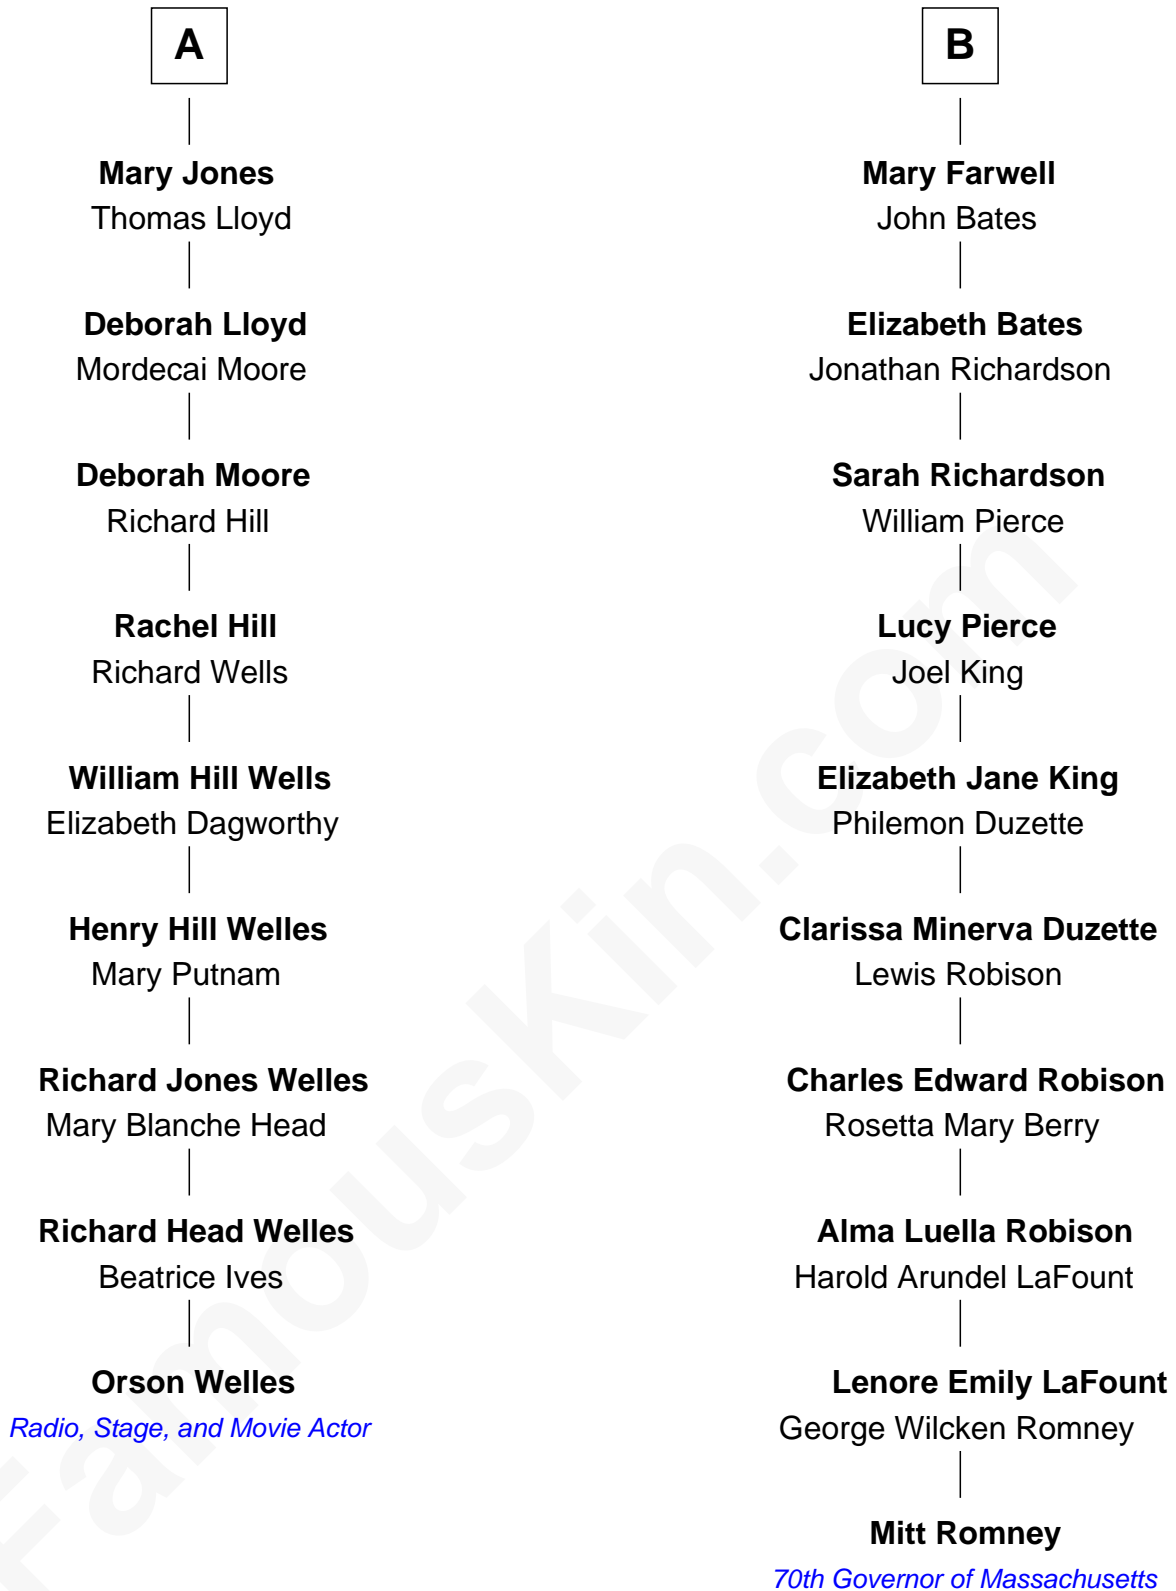 A
Mary Jones
Thomas Lloyd
Deborah Lloyd
Mordecai Moore
Deborah Moore
Richard Hill
Rachel Hill
Richard Wells
William Hill Wells
Elizabeth Dagworthy
Henry Hill Welles
Mary Putnam
Richard Jones Welles
Mary Blanche Head
Richard Head Welles
Beatrice Ives
Orson Welles
Radio, Stage, and Movie Actor
B
Mary Farwell
John Bates
Elizabeth Bates
Jonathan Richardson
Sarah Richardson
William Pierce
Lucy Pierce
Joel King
Elizabeth Jane King
Philemon Duzette
Clarissa Minerva Duzette
Lewis Robison
Charles Edward Robison
Rosetta Mary Berry
Alma Luella Robison
Harold Arundel LaFount
Lenore Emily LaFount
George Wilcken Romney
Mitt Romney
70th Governor of Massachusetts
FamousKin.com